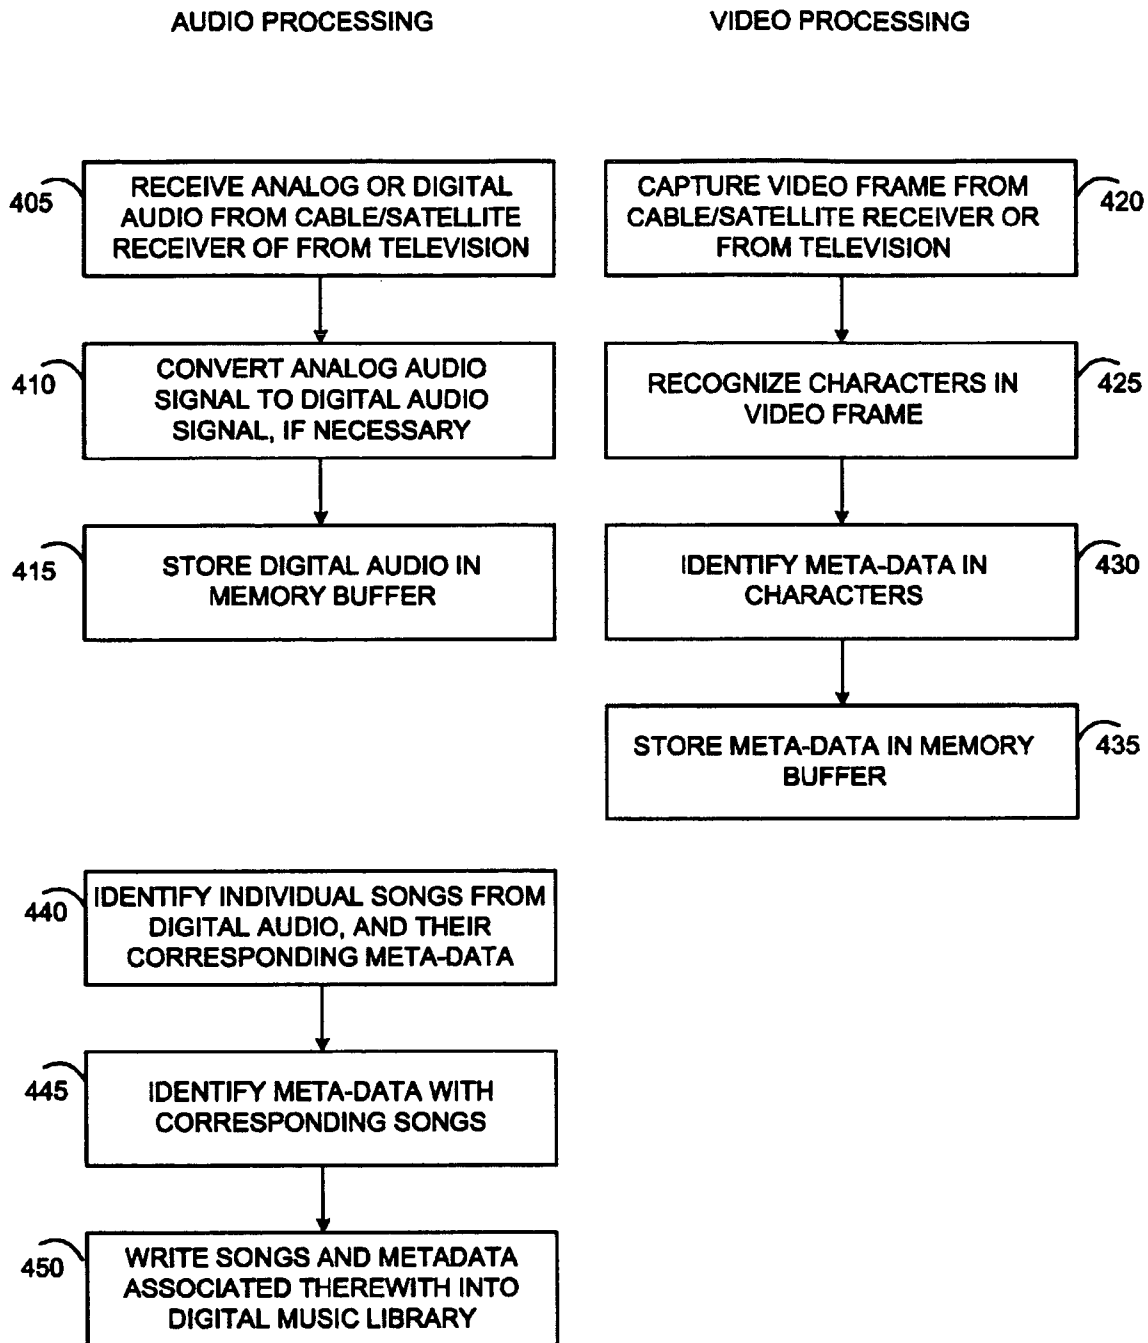 AUDIO PROCESSING
VIDEO PROCESSING
405
RECEIVE ANALOG OR DIGITAL
AUDIO FROM CABLE/SATELLITE
RECEIVER OF FROM TELEVISION
410
CONVERT ANALOG AUDIO
SIGNAL TO DIGITAL AUDIO
SIGNAL, IF NECESSARY
415
STORE DIGITAL AUDIO IN
MEMORY BUFFER
CAPTURE VIDEO FRAME FROM
CABLE/SATELLITE RECEIVER OR
FROM TELEVISION
420
RECOGNIZE CHARACTERS IN
VIDEO FRAME
425
IDENTIFY META-DATA IN
CHARACTERS
430
STORE META-DATA IN MEMORY
BUFFER
435
440
IDENTIFY INDIVIDUAL SONGS FROM
DIGITAL AUDIO, AND THEIR
CORRESPONDING META-DATA
445
IDENTIFY META-DATA WITH
CORRESPONDING SONGS
450
WRITE SONGS AND METADATA
ASSOCIATED THEREWITH INTO
DIGITAL MUSIC LIBRARY